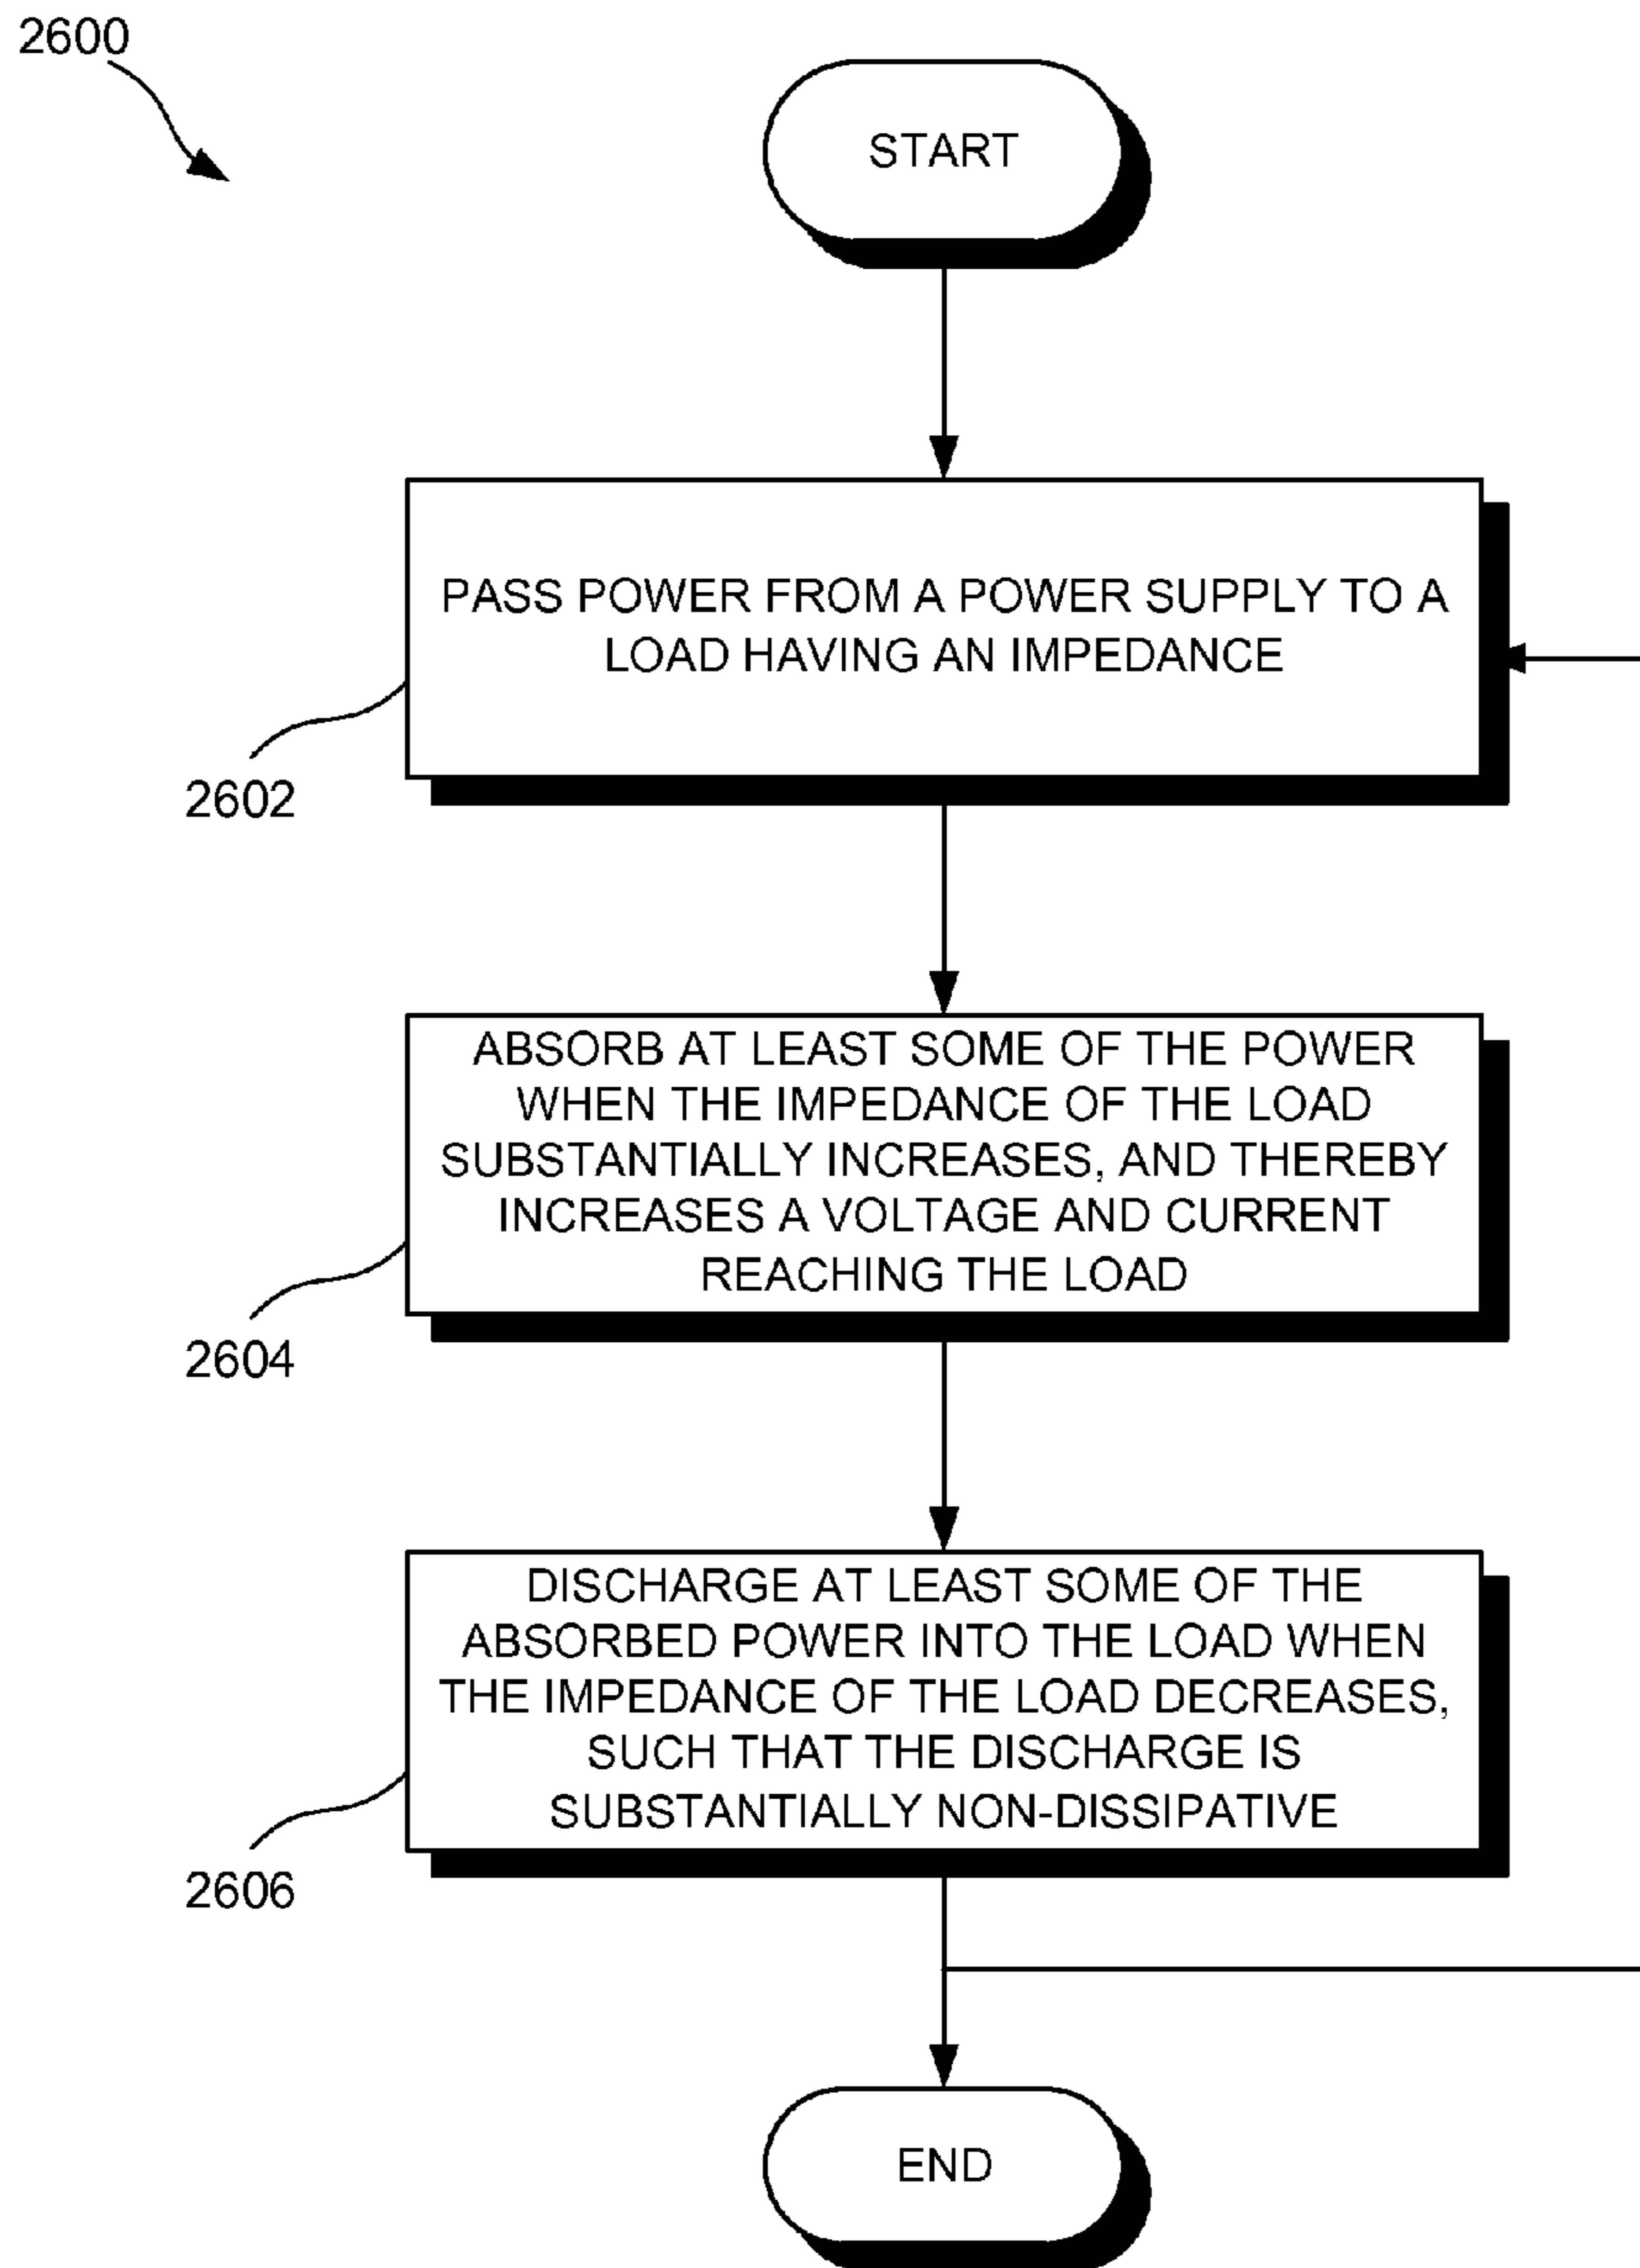 2600
START
PASS POWER FROM A POWER SUPPLY TO A
LOAD HAVING AN IMPEDANCE
2602
ABSORB AT LEAST SOME OF THE POWER
WHEN THE IMPEDANCE OF THE LOAD
SUBSTANTIALLY INCREASES, AND THEREBY
INCREASES A VOLTAGE AND CURRENT
REACHING THE LOAD
2604
DISCHARGE AT LEAST SOME OF THE
ABSORBED POWER INTO THE LOAD WHEN
THE IMPEDANCE OF THE LOAD DECREASES,
SUCH THAT THE DISCHARGE IS
SUBSTANTIALLY NON-DISSIPATIVE
2606
END